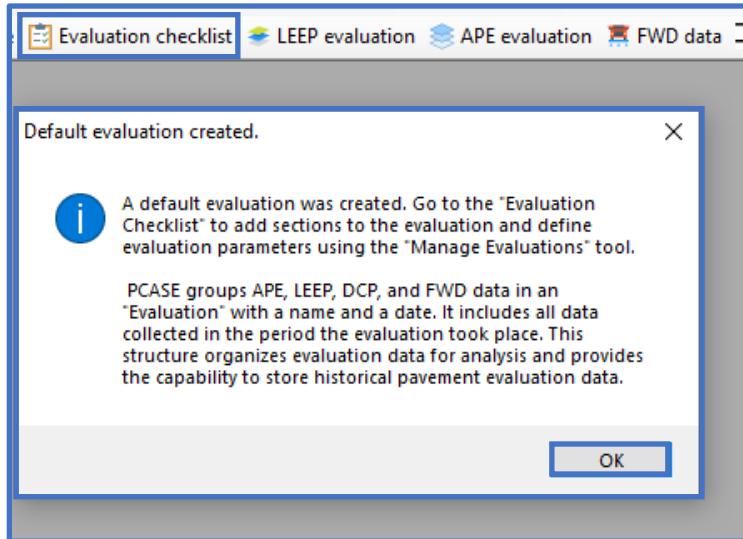 Evaluation checklist LEEP evaluation APE evaluation FWD data
Default evaluation created.
A default evaluation was created. Go to the "Evaluation
Checklist" to add sections to the evaluation and define
evaluation parameters using the "Manage Evaluations" tool.
PCASE groups APE, LEEP, DCP, and FWD data in an
"Evaluation" with a name and a date. It includes all data
collected in the period the evaluation took place. This
structure organizes evaluation data for analysis and provides
the capability to store historical pavement evaluation data.
OK